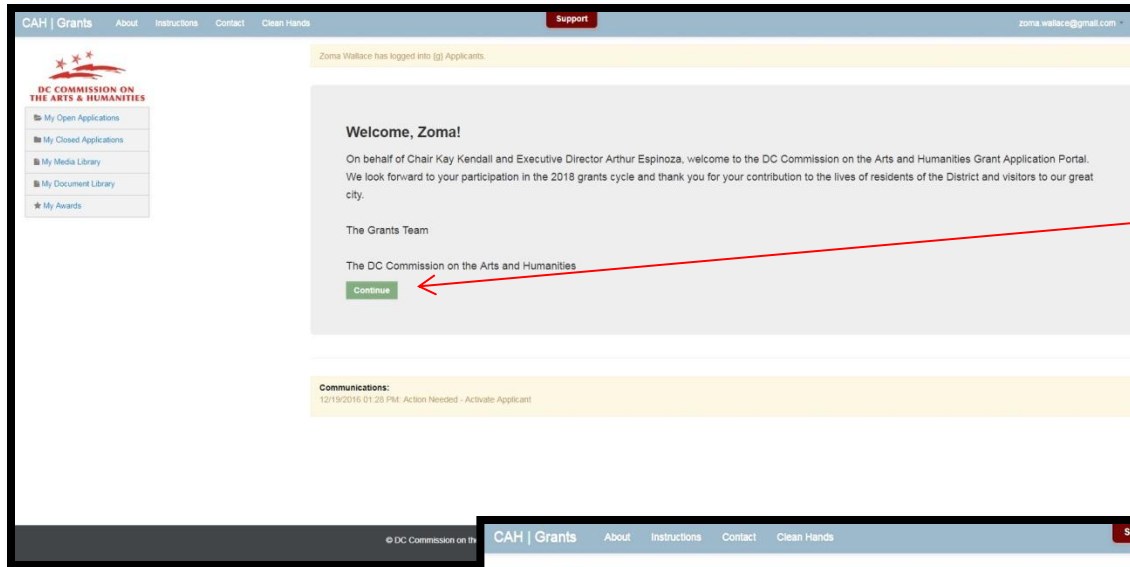 CAH | Grants About Instructions Contact Clean Hands Support zoma.wallace@gmail.com
DC COMMISSION ON
THE ARTS & HUMANITIES
My Open Applications
My Closed Applications
My Media Library
My Document Library
My Awards
Zoma Wallace has logged into {g} Applicants.
Welcome, Zoma!
On behalf of Chair Kay Kendall and Executive Director Arthur Espinoza, welcome to the DC Commission on the Arts and Humanities Grant Application Portal.
We look forward to your participation in the 2018 grants cycle and thank you for your contribution to the lives of residents of the District and visitors to our great
city.
The Grants Team
The DC Commission on the Arts and Humanities
Continue
Communications:
12/19/2016 01:28 PM: Action Needed - Activate Applicant
© DC Commission on the
CAH | Grants About Instructions Contact Clean Hands S